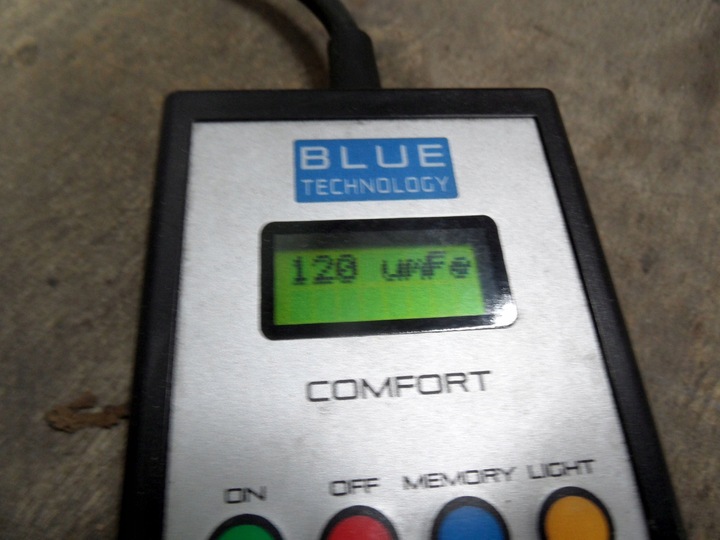 BLUE
TECHNOLOGY
120 umFe
COMFORT
ON OFF MEMORY LIGHT